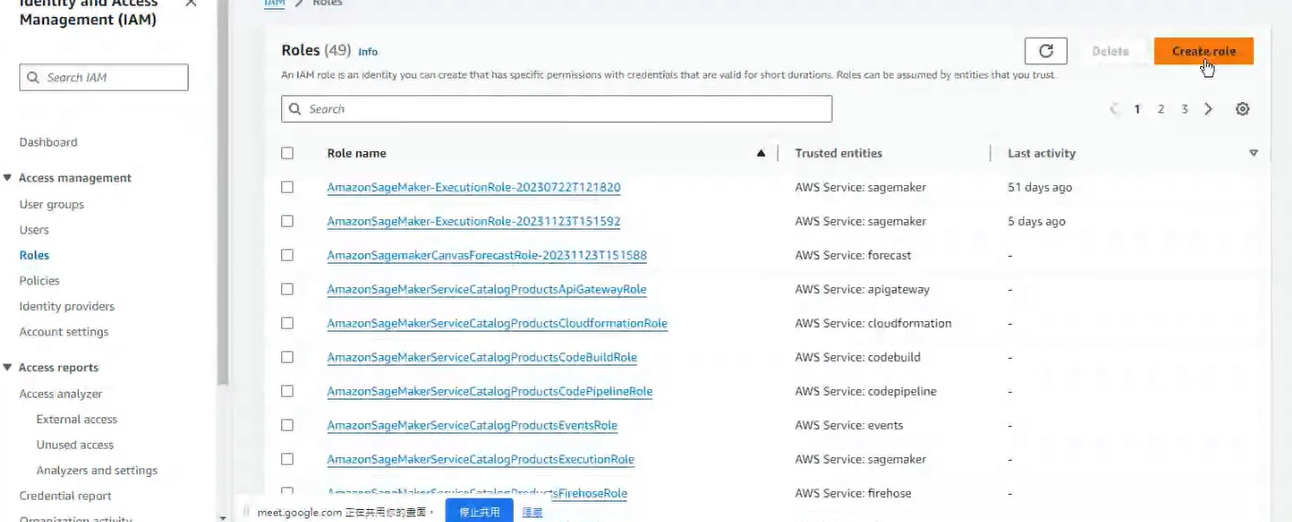 Identity and Access
Management (IAM)
Search IAM
Dashboard
Access management
User groups
Users
Roles
Policies
Identity providers
Account settings
Access reports
Access analyzer
External access
Unused access
Analyzers and settings
Credential report
Organization activity
IAM > Roles
Roles (49) Info
Delete
Create role
An IAM role is an identity you can create that has specific permissions with credentials that are valid for short durations. Roles can be assumed by entities that you trust.
Search
1 2 3
Role name Trusted entities Last activity
AmazonSageMaker-ExecutionRole-20230722T121820 AWS Service: sagemaker 51 days ago
AmazonSageMaker-ExecutionRole-20231123T151592 AWS Service: sagemaker 5 days ago
AmazonSagemakerCanvasForecastRole-20231123T151588 AWS Service: forecast -
AmazonSageMakerServiceCatalogProductsApiGatewayRole AWS Service: apigateway -
AmazonSageMakerServiceCatalogProductsCloudformationRole AWS Service: cloudformation -
AmazonSageMakerServiceCatalogProductsCodeBuildRole AWS Service: codebuild -
AmazonSageMakerServiceCatalogProductsCodePipelineRole AWS Service: codepipeline -
AmazonSageMakerServiceCatalogProductsEventsRole AWS Service: events -
AmazonSageMakerServiceCatalogProductsExecutionRole AWS Service: sagemaker -
AmazonSageMakerServiceCatalogProductsFirehoseRole AWS Service: firehose -
meet.google.com 正在共用你的畫面。 停止共用 隱藏